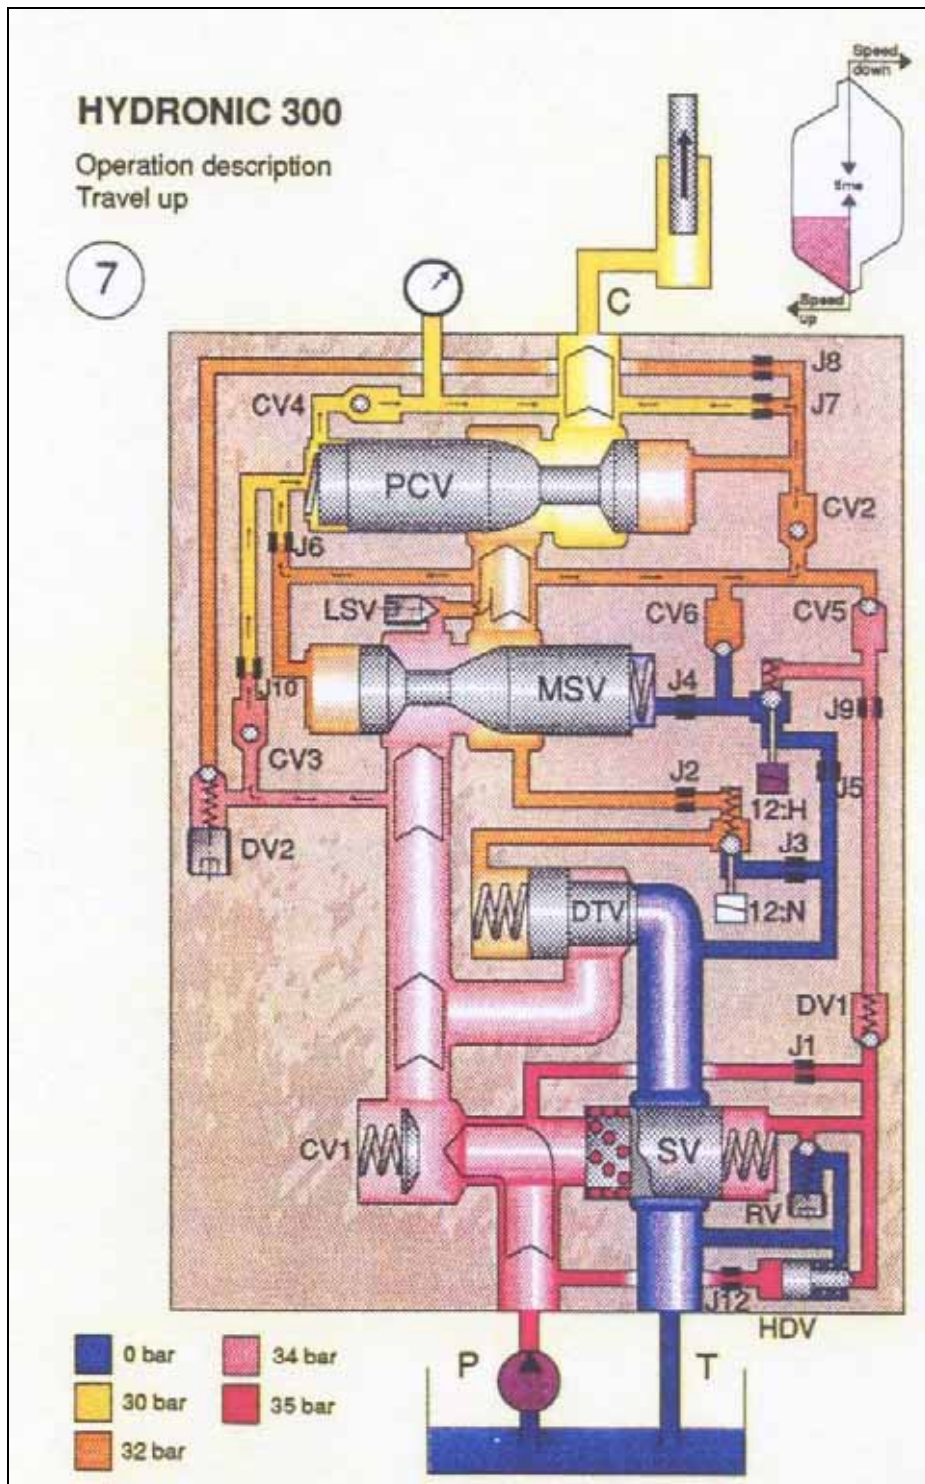 HYDRONIC 300
Operation description
Travel up
7
Speed
down
time
Speed
up
C
J8
J7
CV4
PCV
CV2
J6
LSV
CV6
CV5
MSV
J4
J10
J9
CV3
J2
J5
12:H
DV2
J3
DTV
12:N
DV1
J1
CV1
SV
RV
J12
HDV
P
T
0 bar
34 bar
30 bar
35 bar
32 bar